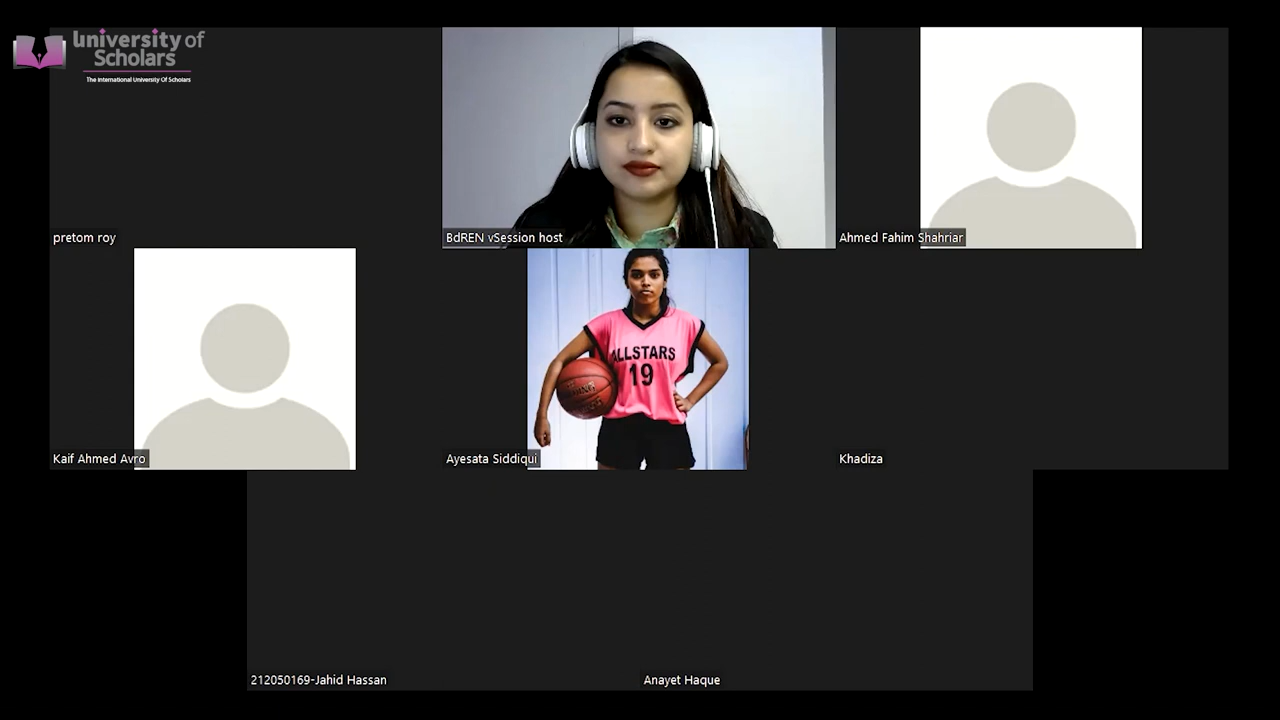 University of
Scholars
The International University Of Scholars
pretom roy
BdREN vSession host
Ahmed Fahim Shahriar
ALLSTARS
19
Kaif Ahmed Avro
Ayesata Siddiqui
Khadiza
212050169-Jahid Hassan
Anayet Haque